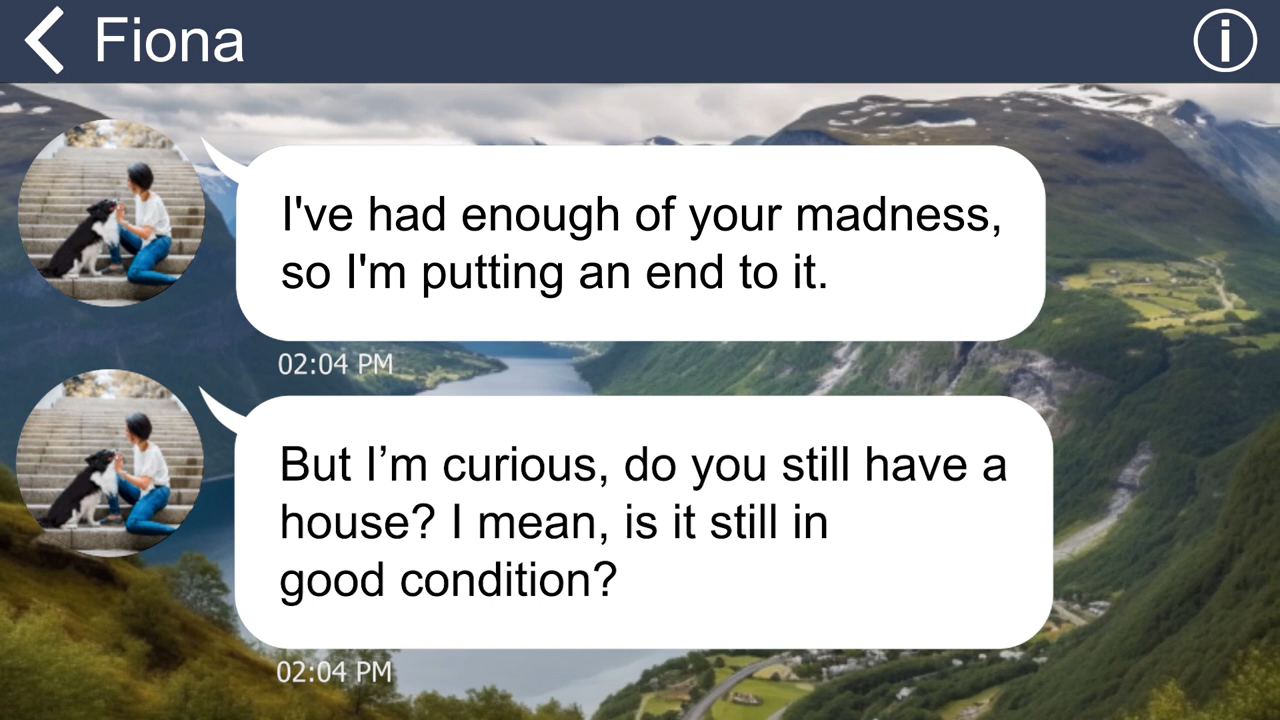 Fiona
I've had enough of your madness,
so I'm putting an end to it.
02:04 PM
But I’m curious, do you still have a
house? I mean, is it still in
good condition?
02:04 PM